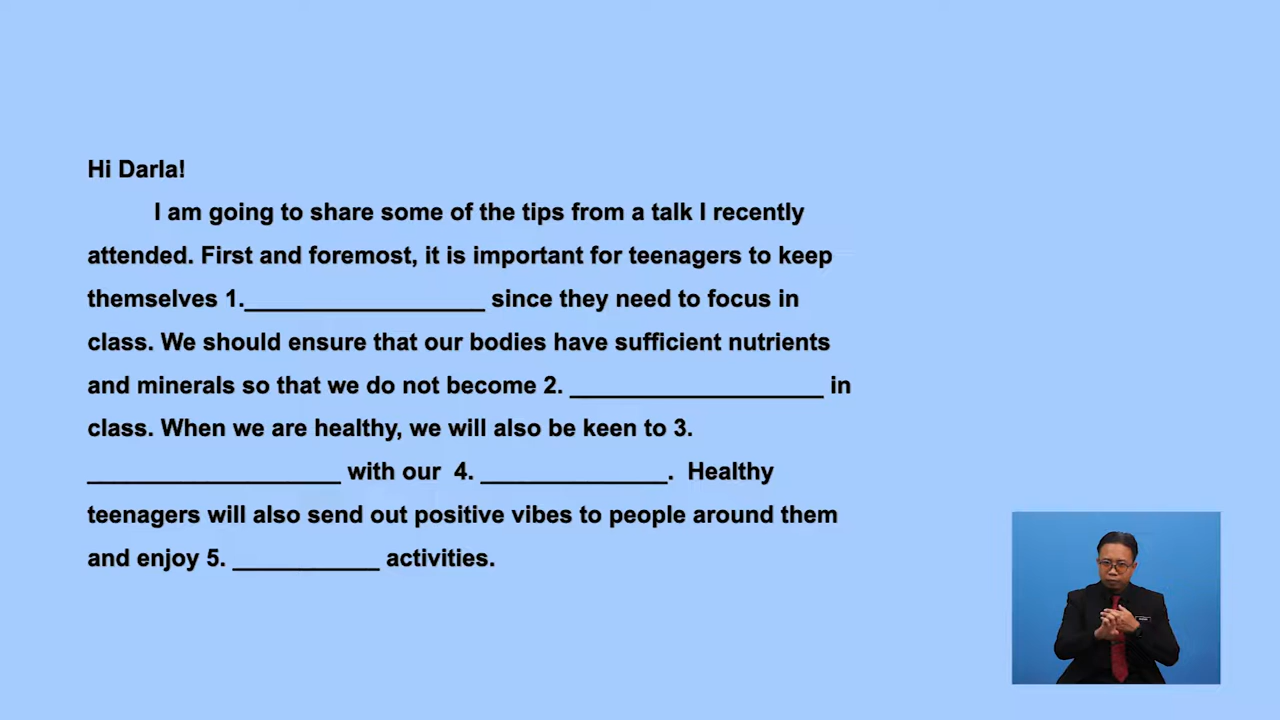 Hi Darla!
I am going to share some of the tips from a talk I recently
attended. First and foremost, it is important for teenagers to keep
themselves 1.__________________ since they need to focus in
class. We should ensure that our bodies have sufficient nutrients
and minerals so that we do not become 2. ___________________ in
class. When we are healthy, we will also be keen to 3.
___________________ with our 4. ______________. Healthy
teenagers will also send out positive vibes to people around them
and enjoy 5. ___________ activities.